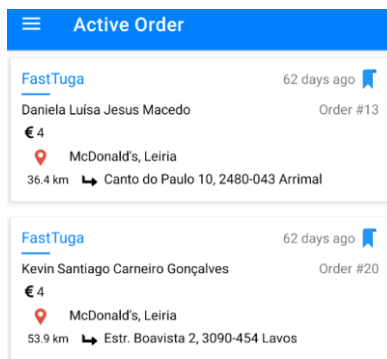 Active Order
FastTuga 62 days ago
Daniela Luísa Jesus Macedo Order #13
€ 4
McDonald's, Leiria
36.4 km Canto do Paulo 10, 2480-043 Arrimal
FastTuga 62 days ago
Kevin Santiago Carneiro Gonçalves Order #20
€ 4
McDonald's, Leiria
53.9 km Estr. Boavista 2, 3090-454 Lavos